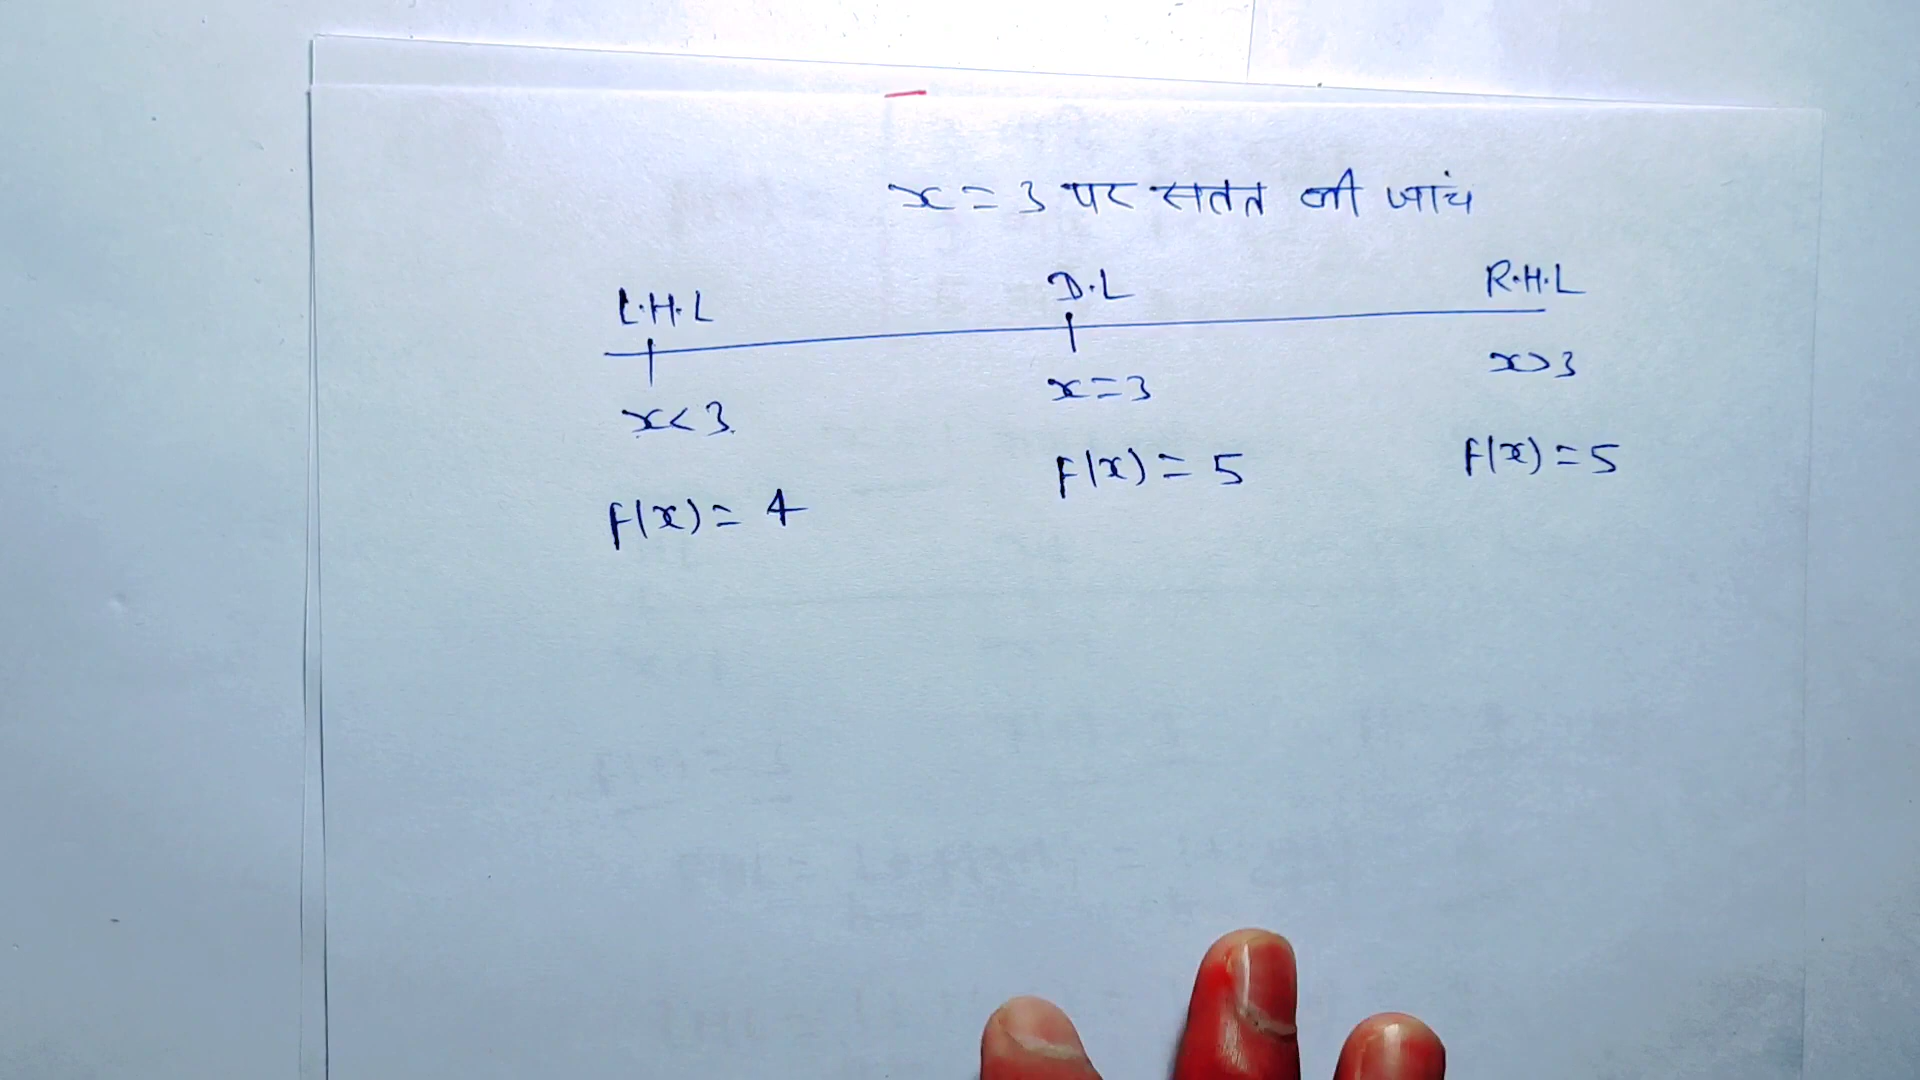 x = 3 पर सतत की जांच
L.H.L D.L R.H.L
x<3 x=3 x>3
f(x) = 4 f(x) = 5 f(x) = 5